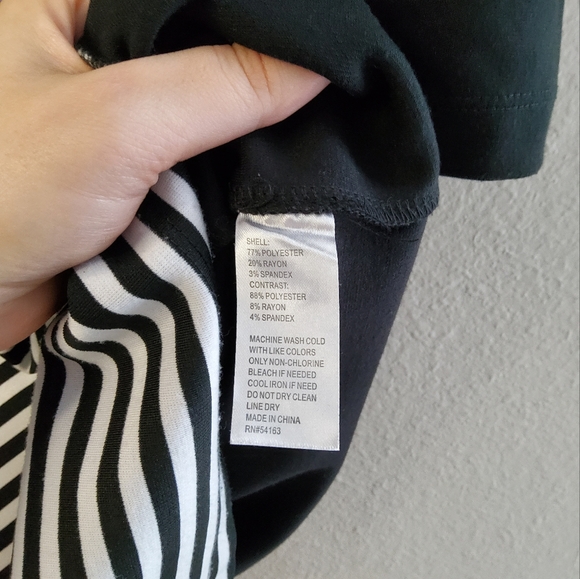 SHELL:
77% POLYESTER
20% RAYON
3% SPANDEX
CONTRAST:
88% POLYESTER
8% RAYON
4% SPANDEX
MACHINE WASH COLD
WITH LIKE COLORS
ONLY NON-CHLORINE
BLEACH IF NEEDED
COOL IRON IF NEED
DO NOT DRY CLEAN
LINE DRY
MADE IN CHINA
RN#54163